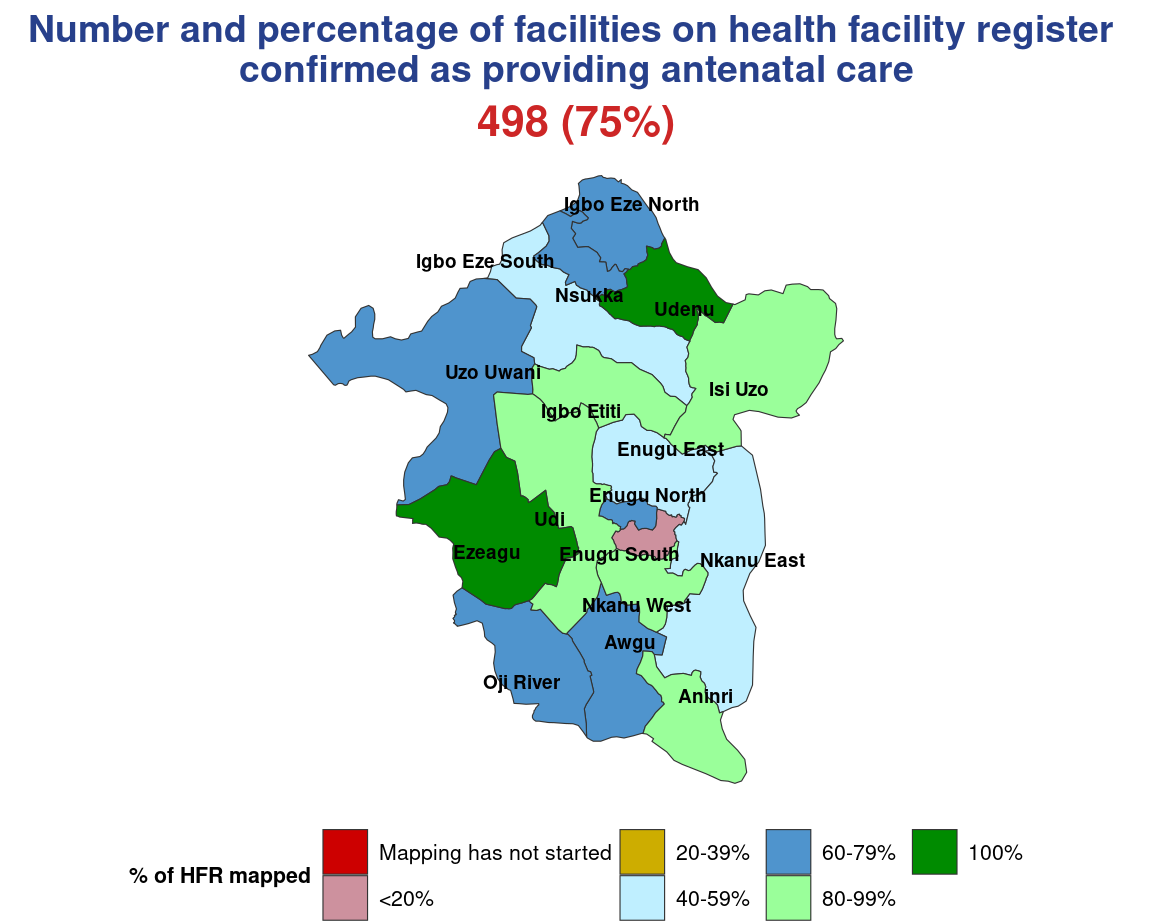 Number and percentage of facilities on health facility register
confirmed as providing antenatal care
498 (75%)
Igbo Eze North
Igbo Eze South
Nsukka
Udenu
Uzo Uwani
Isi Uzo
Igbo Etiti
Enugu East
Enugu North
Udi
Ezeagu
Enugu South
Nkanu East
Nkanu West
Awgu
Oji River
Aninri
% of HFR mapped
Mapping has not started
<20%
20-39%
40-59%
60-79%
80-99%
100%